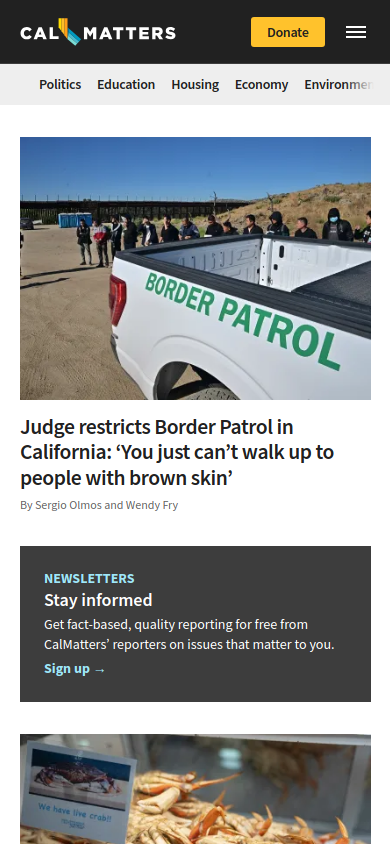 CALMATTERS
Donate
Politics Education Housing Economy Environme
BORDER PATROL
Judge restricts Border Patrol in
California: ‘You just can’t walk up to
people with brown skin’
By Sergio Olmos and Wendy Fry
NEWSLETTERS
Stay informed
Get fact-based, quality reporting for free from
CalMatters’ reporters on issues that matter to you.
Sign up →
We have live crab!!